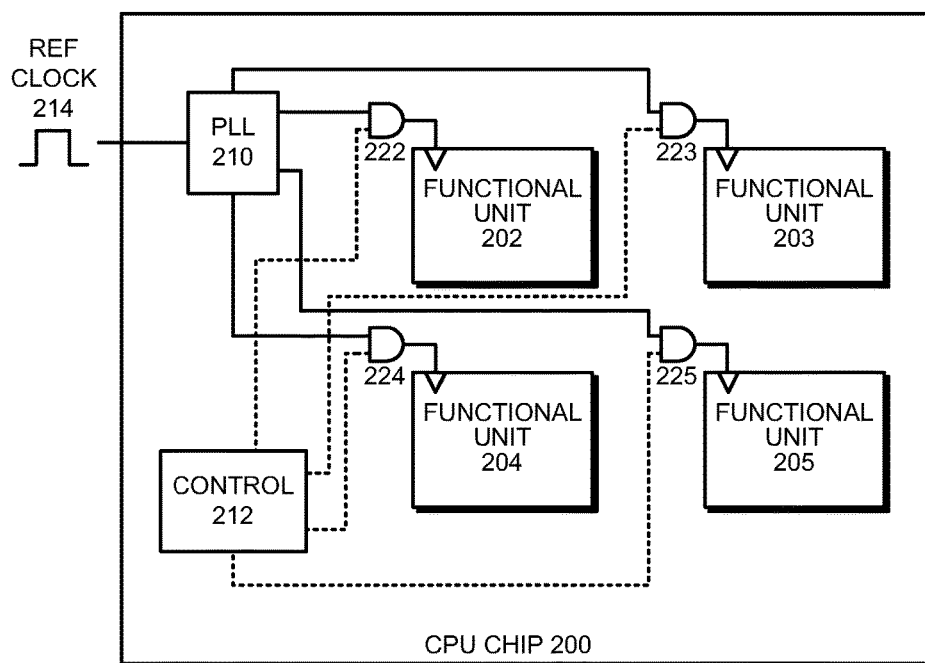 REF
CLOCK
214
PLL
210
222
223
FUNCTIONAL
UNIT
202
FUNCTIONAL
UNIT
203
224
225
FUNCTIONAL
UNIT
204
FUNCTIONAL
UNIT
205
CONTROL
212
CPU CHIP 200